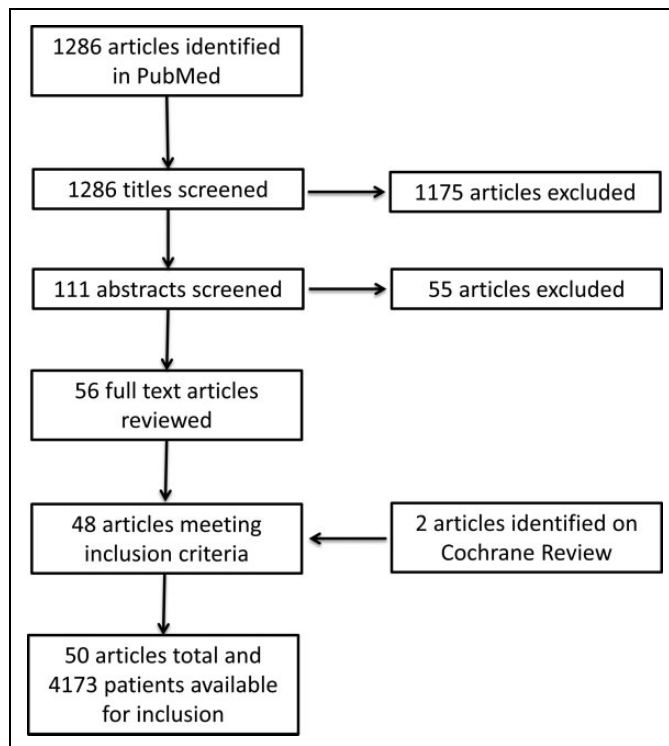 1286 articles identified
in PubMed
1286 titles screened
1175 articles excluded
111 abstracts screened
55 articles excluded
56 full text articles
reviewed
48 articles meeting
inclusion criteria
2 articles identified on
Cochrane Review
50 articles total and
4173 patients available
for inclusion